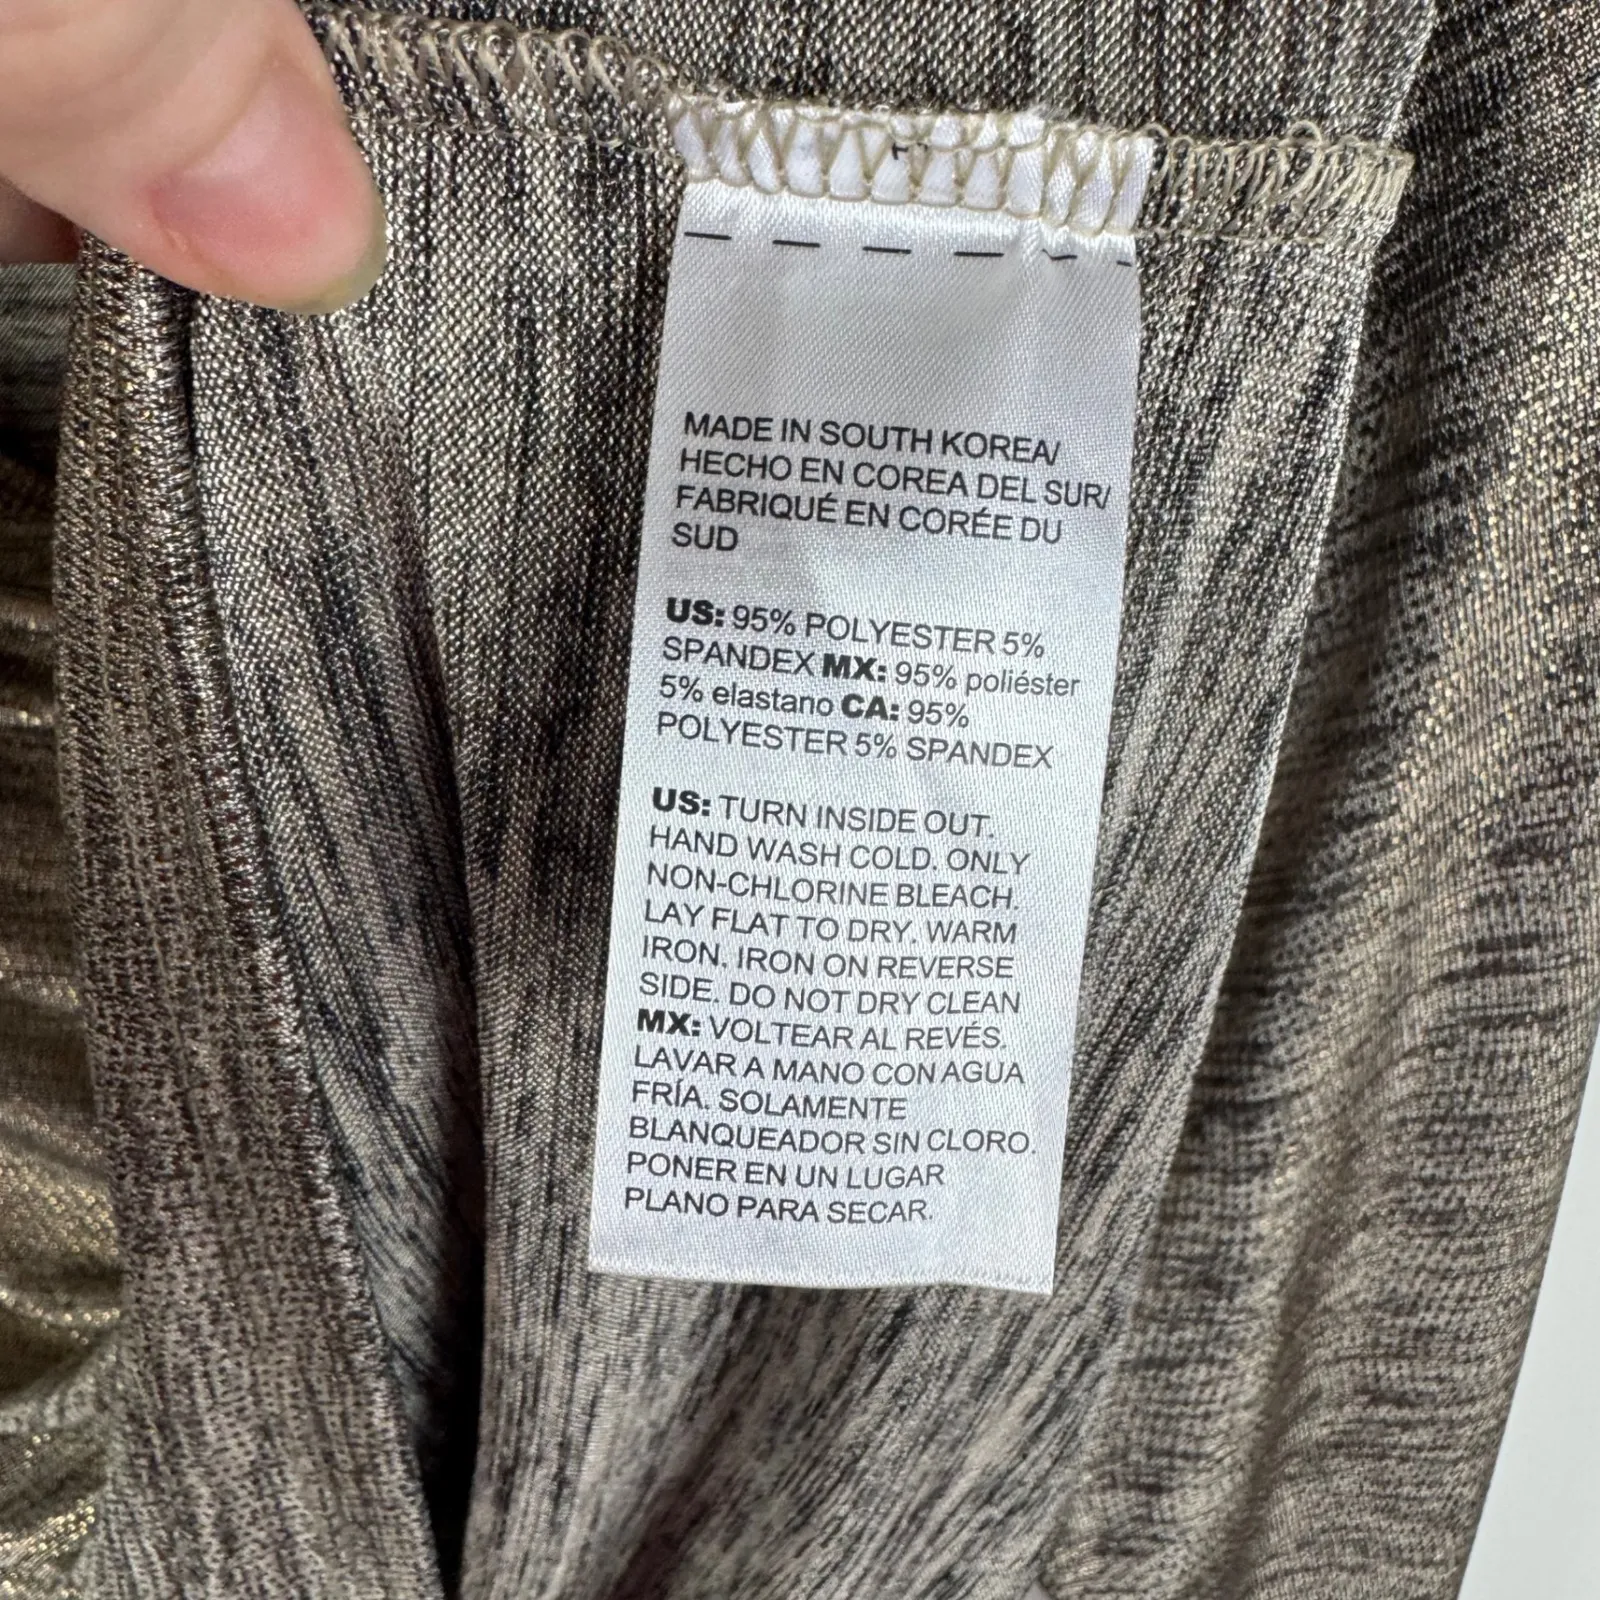 MADE IN SOUTH KOREA/
HECHO EN COREA DEL SUR/
FABRIQUÉ EN CORÉE DU
SUD
US: 95% POLYESTER 5%
SPANDEX MX: 95% poliéster
5% elastano CA: 95%
POLYESTER 5% SPANDEX
US: TURN INSIDE OUT.
HAND WASH COLD. ONLY
NON-CHLORINE BLEACH.
LAY FLAT TO DRY. WARM
IRON. IRON ON REVERSE
SIDE. DO NOT DRY CLEAN
MX: VOLTEAR AL REVÉS.
LAVAR A MANO CON AGUA
FRÍA. SOLAMENTE
BLANQUEADOR SIN CLORO.
PONER EN UN LUGAR
PLANO PARA SECAR.